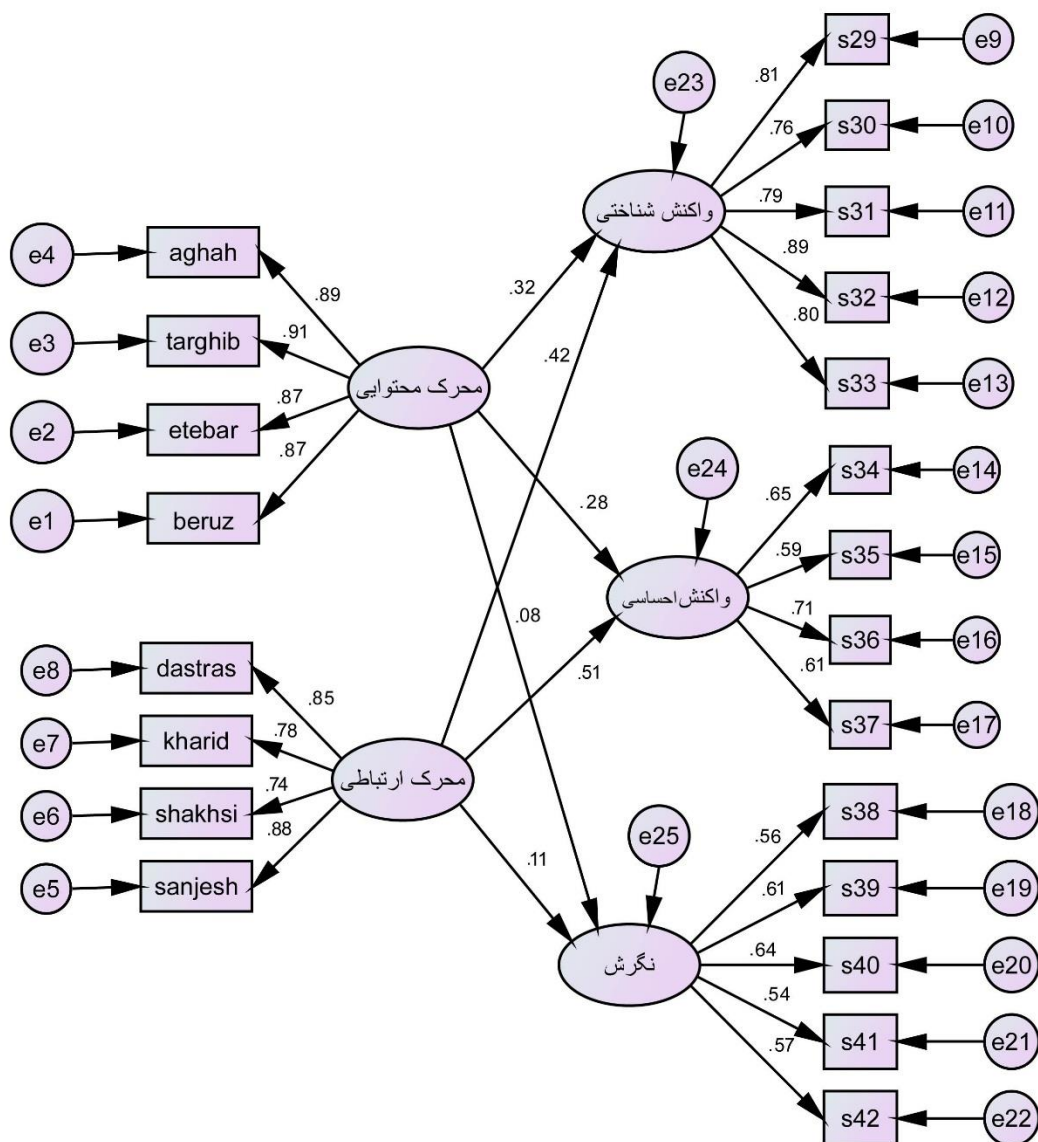 s29
e9
.81
e23
s30
e10
.76
واکنش شناختی
.79
s31
e11
.89
s32
e12
.80
s33
e13
e4
aghah
.89
e3
targhib
.91
e2
etebar
.87
e1
beruz
.87
محرک محتوایی
.32
.42
.28
.08
e24
s34
e14
.65
s35
e15
.59
واکنش احساسی
.71
s36
e16
.61
s37
e17
e8
dastras
.85
e7
kharid
.78
e6
shakhsi
.74
e5
sanjesh
.88
محرک ارتباطی
.51
.11
e25
s38
e18
.56
s39
e19
.61
نگرش
.64
s40
e20
.54
s41
e21
.57
s42
e22